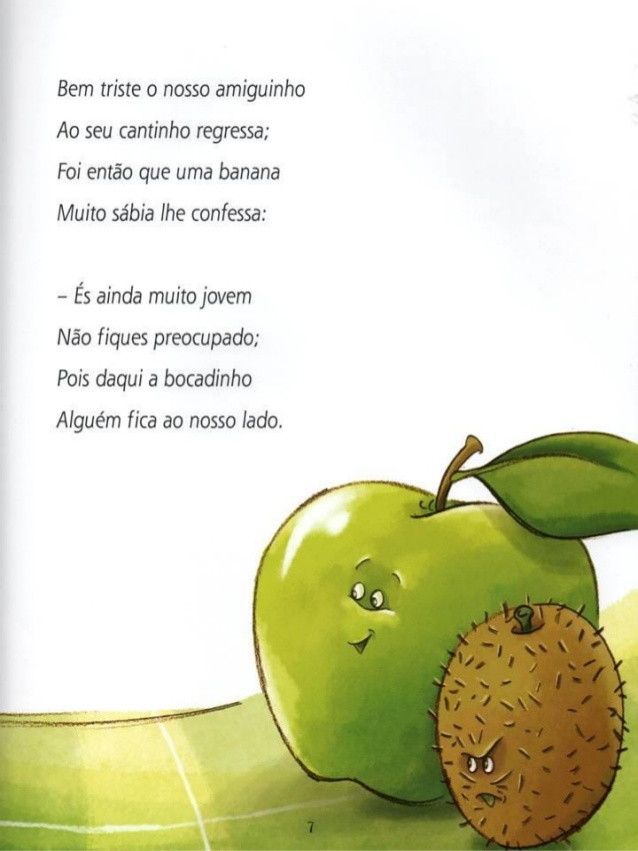 Bem triste o nosso amiguinho
Ao seu cantinho regressa;
Foi então que uma banana
Muito sábia lhe confessa:
– És ainda muito jovem
Não fiques preocupado;
Pois daqui a bocadinho
Alguém fica ao nosso lado.
7